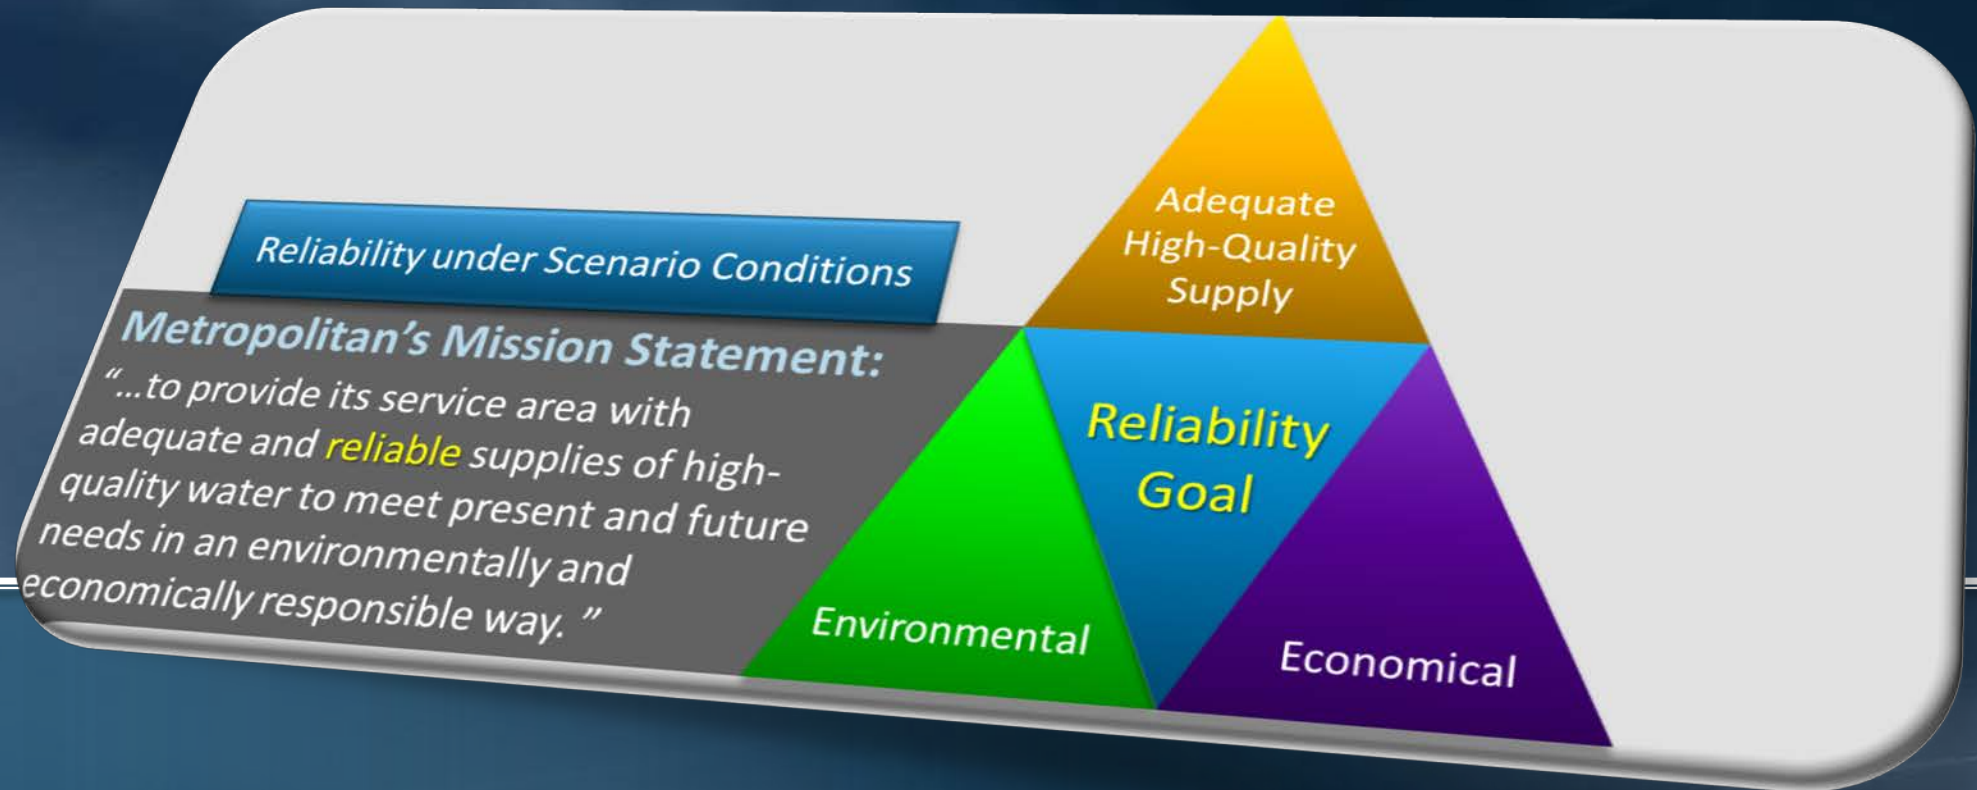 Reliability under Scenario Conditions
Metropolitan's Mission Statement:
"...to provide its service area with
adequate and reliable supplies of high-
quality water to meet present and future
needs in an environmentally and
economically responsible way. "
Adequate
High-Quality
Supply
Reliability
Goal
Environmental
Economical